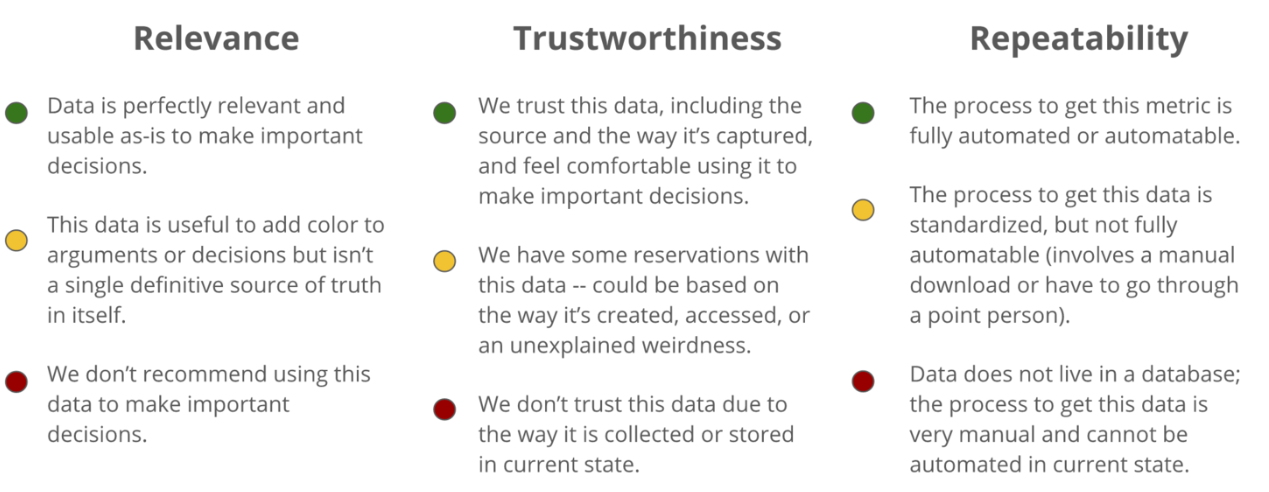 Relevance
Data is perfectly relevant and
usable as-is to make important
decisions.
This data is useful to add color to
arguments or decisions but isn’t
a single definitive source of truth
in itself.
We don’t recommend using this
data to make important
decisions.
Trustworthiness
We trust this data, including the
source and the way it’s captured,
and feel comfortable using it to
make important decisions.
We have some reservations with
this data -- could be based on
the way it’s created, accessed, or
an unexplained weirdness.
We don’t trust this data due to
the way it is collected or stored
in current state.
Repeatability
The process to get this metric is
fully automated or automatable.
The process to get this data is
standardized, but not fully
automatable (involves a manual
download or have to go through
a point person).
Data does not live in a database;
the process to get this data is
very manual and cannot be
automated in current state.